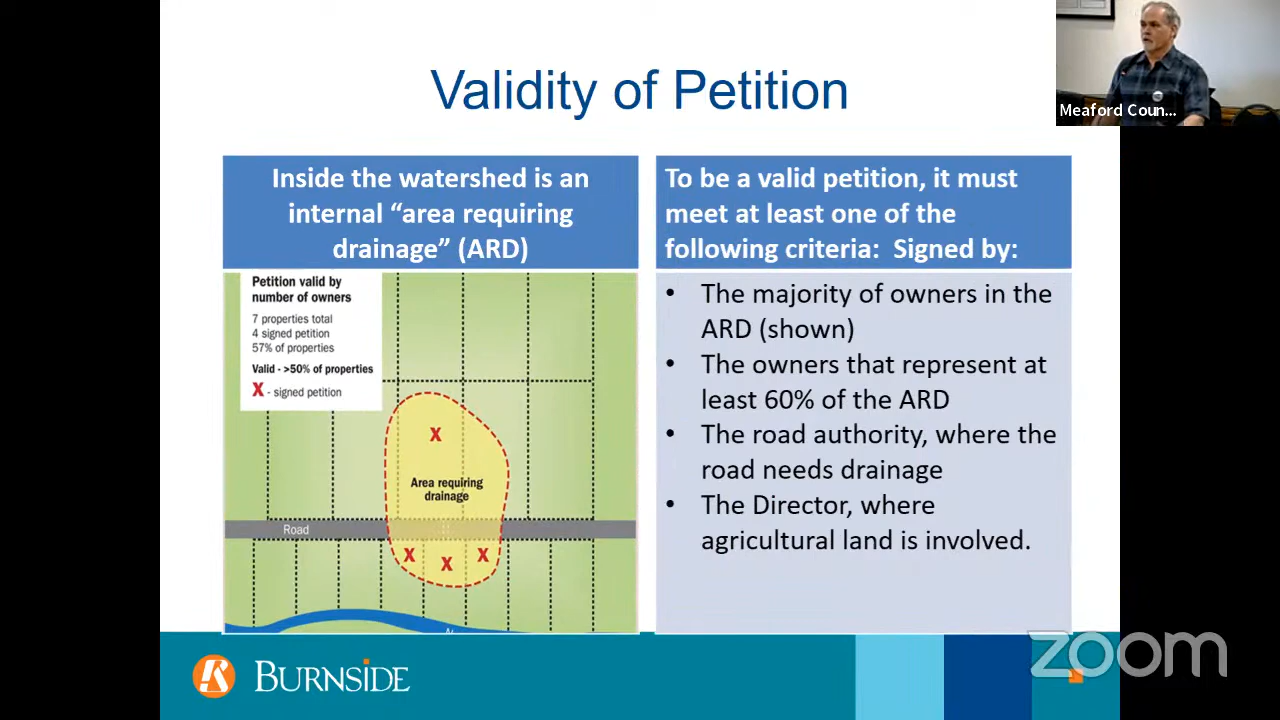 Validity of Petition
Meaford Coun...
Inside the watershed is an
internal “area requiring
drainage” (ARD)
Petition valid by
number of owners
7 properties total
4 signed petition
57% of properties
Valid - >50% of properties
X - signed petition
X
Area requiring
drainage
Road
X X X
To be a valid petition, it must
meet at least one of the
following criteria: Signed by:
• The majority of owners in the
ARD (shown)
• The owners that represent at
least 60% of the ARD
• The road authority, where the
road needs drainage
• The Director, where
agricultural land is involved.
BURNSIDE
zoom